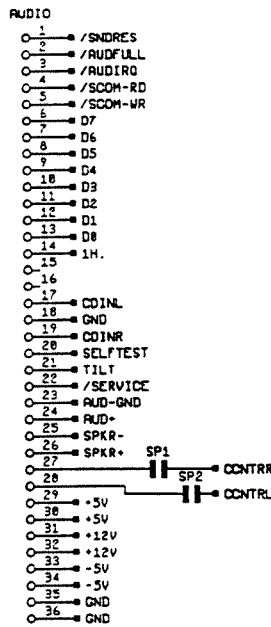 AUDIO
1 /SNDRES
2 /AUDFULL
3 /AUDIRQ
4 /SCOM-RD
5 /SCOM-WR
6 D7
7 D6
8 D5
9 D4
10 D3
11 D2
12 D1
13 D0
14 1H.
15
16
17 COINL
18 GND
19 COINR
20 SELFTEST
21 TILT
22 /SERVICE
23 AUD-GND
24 AUD+
25 SPKR-
26 SPKR+
SP1
27 CCNTRR
SP2
28 CCNTRL
29 +5V
30 +5V
31 +12V
32 +12V
33 -5V
34 -5V
35 GND
36 GND